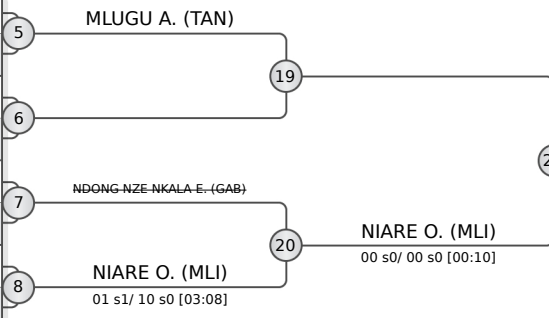 MLUGU A. (TAN)
5
19
6
2
NDONG NZE NKALA E. (GAB)
7
NIARE O. (MLI)
20
00 s0/ 00 s0 [00:10]
NIARE O. (MLI)
8
01 s1/ 10 s0 [03:08]